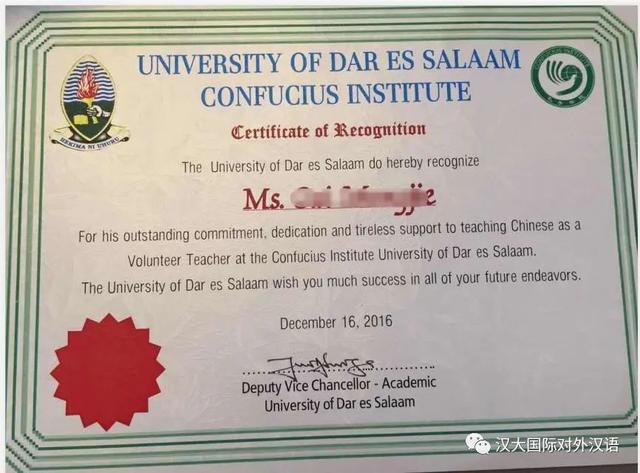 UNIVERSITY OF DAR ES SALAAM
CONFUCIUS INSTITUTE
HEKIMA NI UHURU
CONFUCIUS INSTITUTE
Certificate of Recognition
The University of Dar es Salaam do hereby recognize
Ms.
For his outstanding commitment, dedication and tireless support to teaching Chinese as a
Volunteer Teacher at the Confucius Institute University of Dar es Salaam.
The University of Dar es Salaam wish you much success in all of your future endeavors.
December 16, 2016
Deputy Vice Chancellor - Academic
University of Dar es Salaam
汉大国际对外汉语